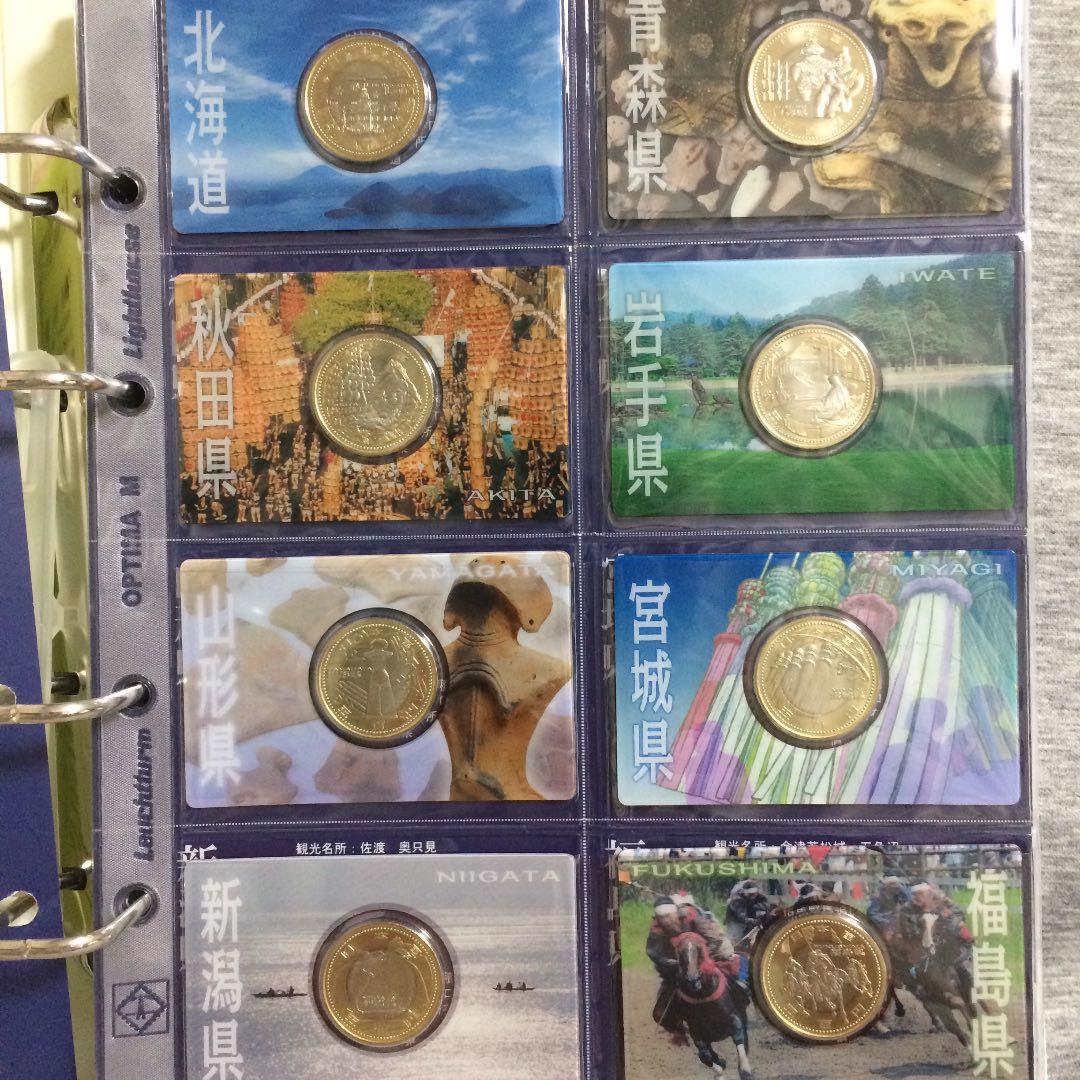 北海道
青森県
秋田県
AKITA
岩手県
IWATE
山形県
YAMAGATA
宮城県
MIYAGI
観光名所：佐渡　奥只見
新潟県
NIIGATA
FUKUSHIMA
福島県
Lighthouse
OPTIMA M
Leuchtturm